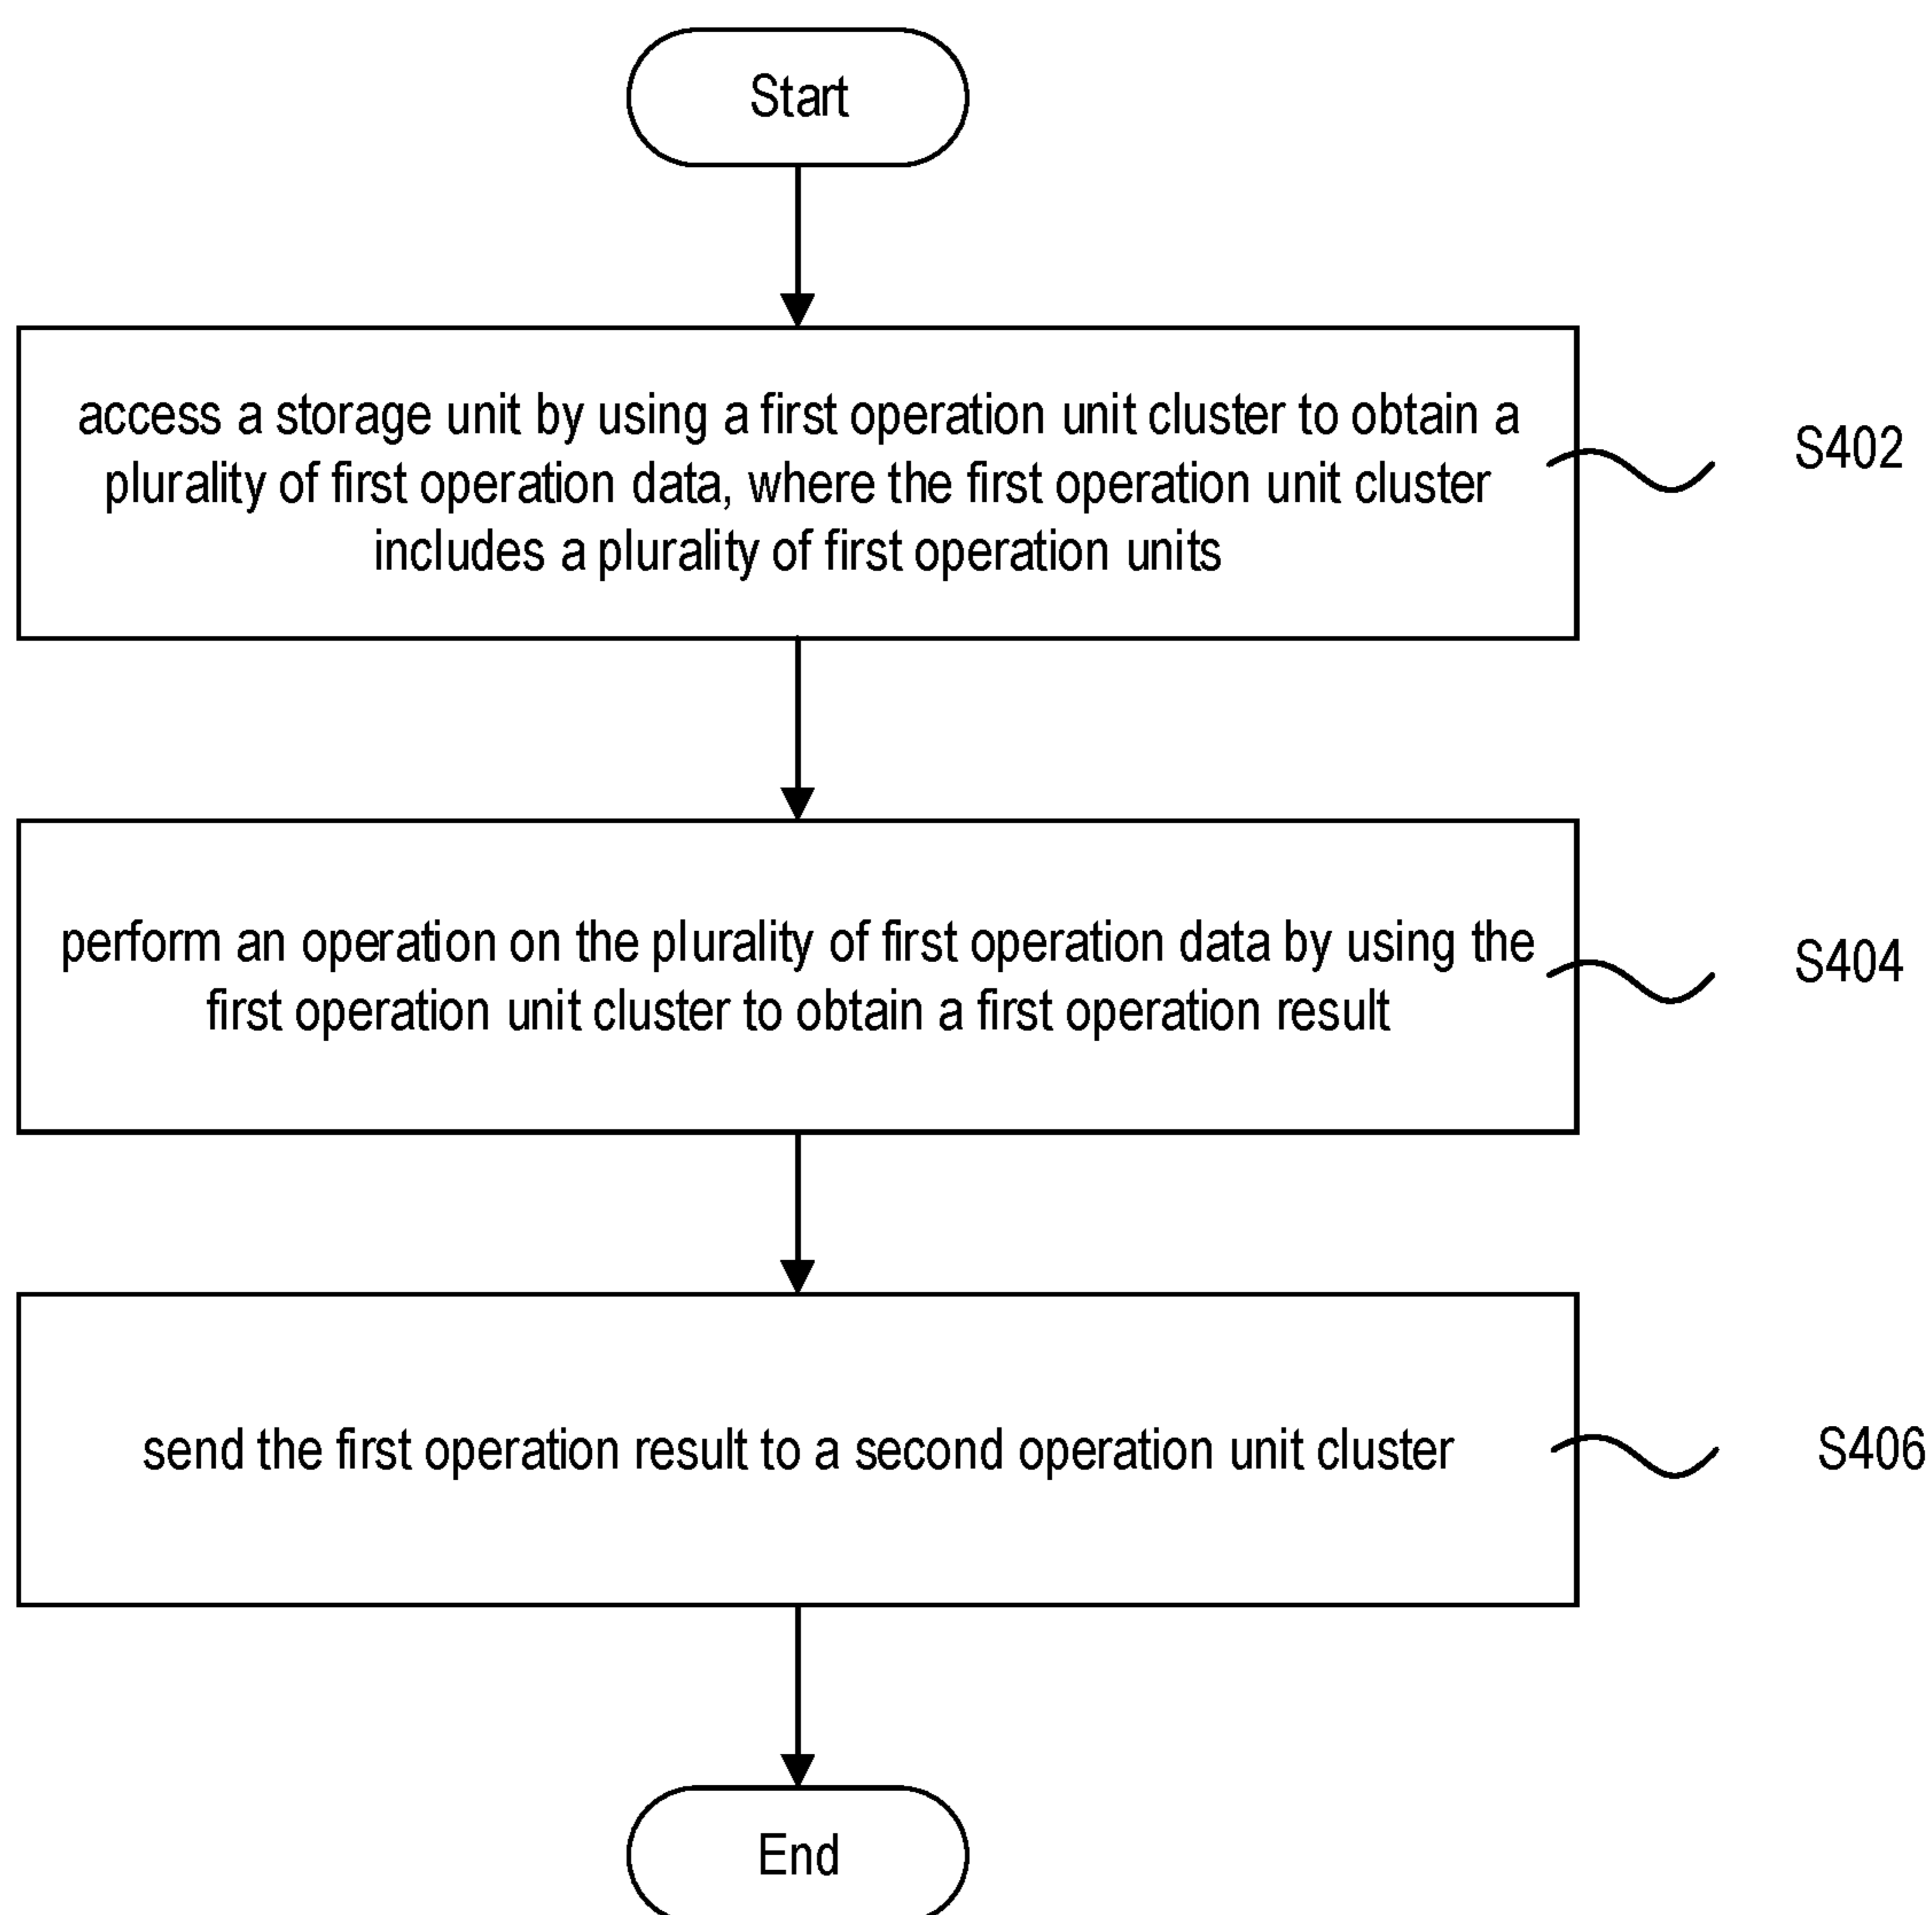 Start
access a storage unit by using a first operation unit cluster to obtain a
plurality of first operation data, where the first operation unit cluster
includes a plurality of first operation units
S402
perform an operation on the plurality of first operation data by using the
first operation unit cluster to obtain a first operation result
S404
send the first operation result to a second operation unit cluster
S406
End